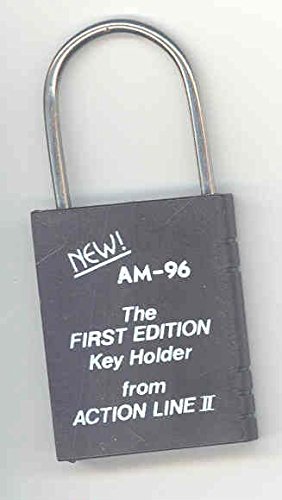 NEW!
AM-96
The
FIRST EDITION
Key Holder
from
ACTION LINE II